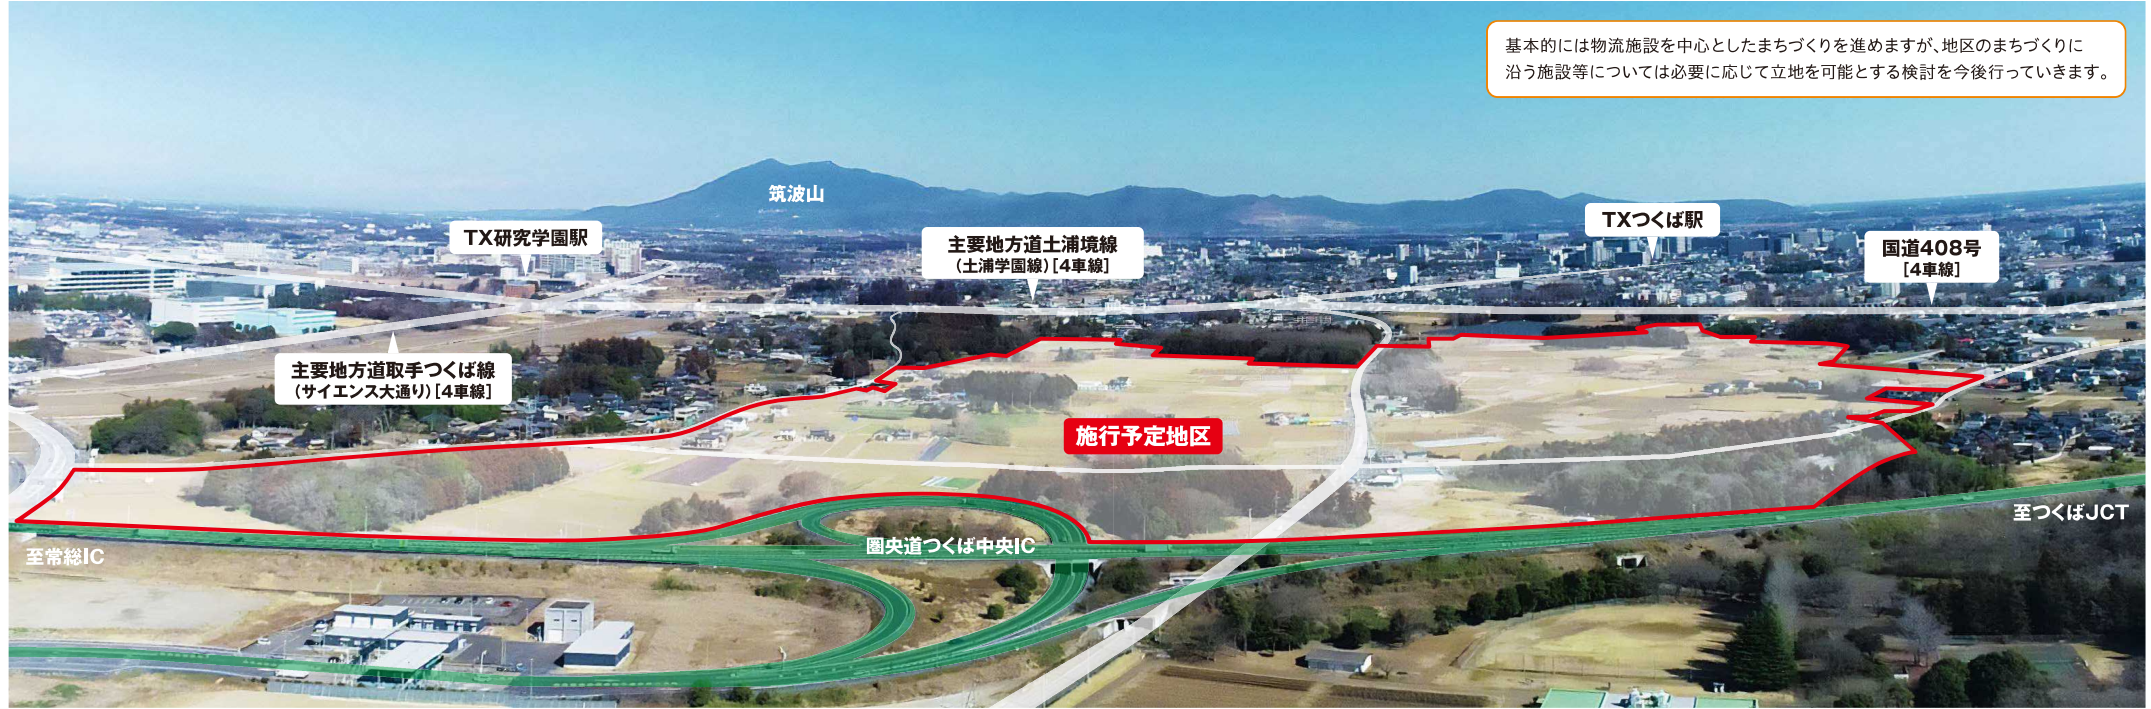 基本的には物流施設を中心としたまちづくりを進めますが、地区のまちづくりに
沿う施設等については必要に応じて立地を可能とする検討を今後行っていきます。
筑波山
TX研究学園駅
主要地方道土浦境線
（土浦学園線）[4車線]
TXつくば駅
国道408号
[4車線]
主要地方道取手つくば線
（サイエンス大通り）[4車線]
施行予定地区
至つくばJCT
圏央道つくば中央IC
至常総IC